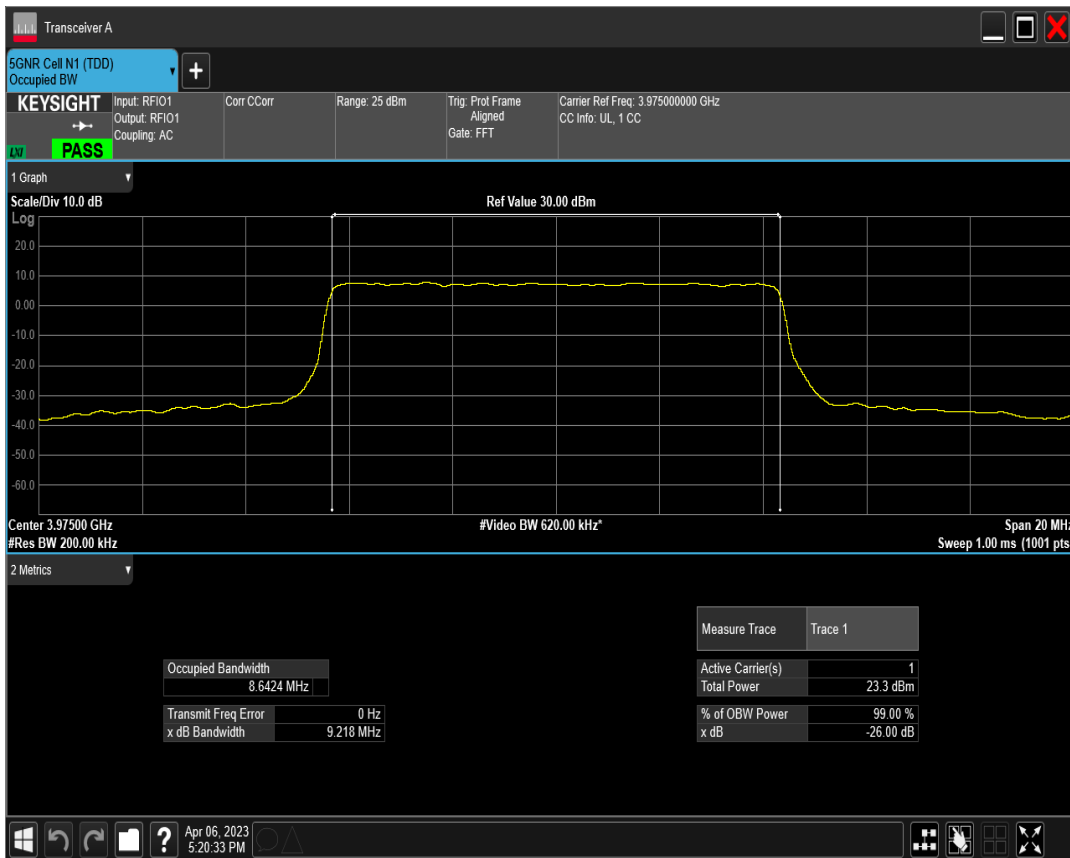 Transceiver A
5GNR Cell N1 (TDD)
Occupied BW
+
KEYSIGHT
LXI
PASS
Input: RFIO1
Output: RFIO1
Coupling: AC
Corr CCorr
Range: 25 dBm
Trig: Prot Frame
Aligned
Gate: FFT
Carrier Ref Freq: 3.975000000 GHz
CC Info: UL, 1 CC
1 Graph
Scale/Div 10.0 dB
Ref Value 30.00 dBm
Log
20.0
10.0
0.00
-10.0
-20.0
-30.0
-40.0
-50.0
-60.0
Center 3.97500 GHz
#Video BW 620.00 kHz*
Span 20 MHz
#Res BW 200.00 kHz
Sweep 1.00 ms (1001 pts
2 Metrics
Measure Trace Trace 1
Occupied Bandwidth
8.6424 MHz
Active Carrier(s) 1
Total Power 23.3 dBm
Transmit Freq Error 0 Hz
x dB Bandwidth 9.218 MHz
% of OBW Power 99.00 %
x dB -26.00 dB
?
Apr 06, 2023
5:20:33 PM